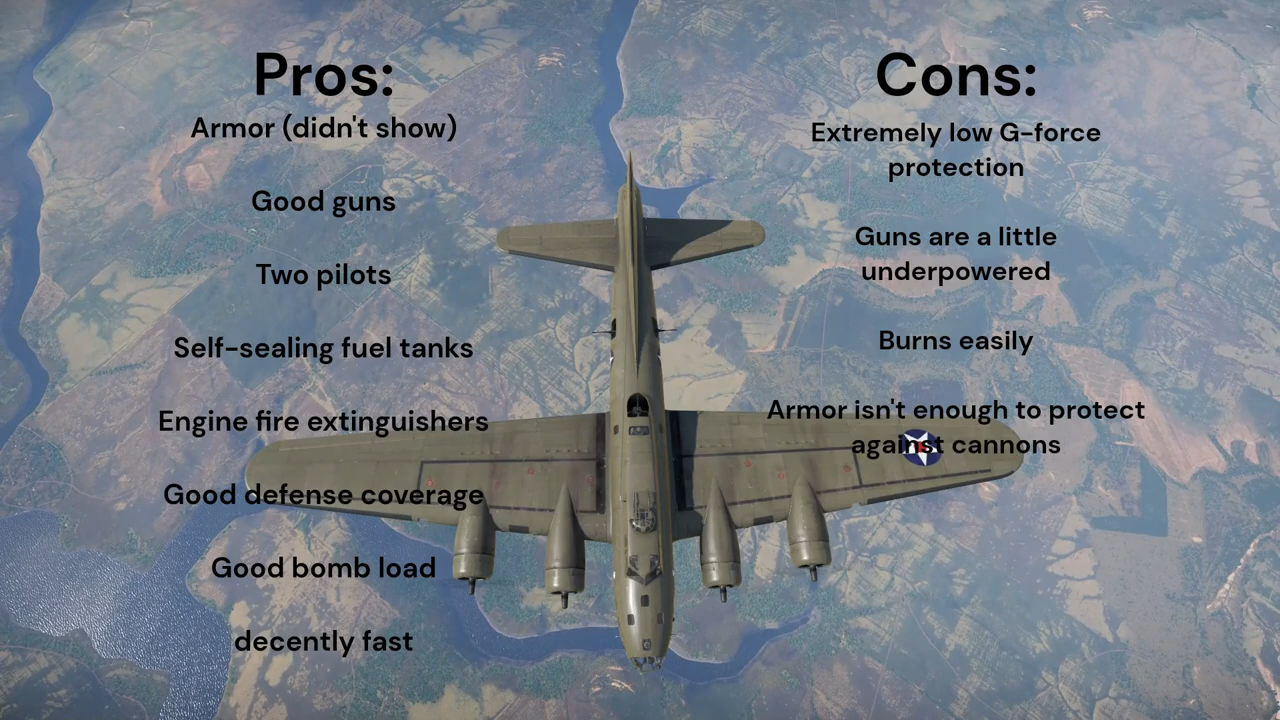 Pros:
Armor (didn't show)
Good guns
Two pilots
Self-sealing fuel tanks
Engine fire extinguishers
Good defense coverage
Good bomb load
decently fast
Cons:
Extremely low G-force
protection
Guns are a little
underpowered
Burns easily
Armor isn't enough to protect
against cannons